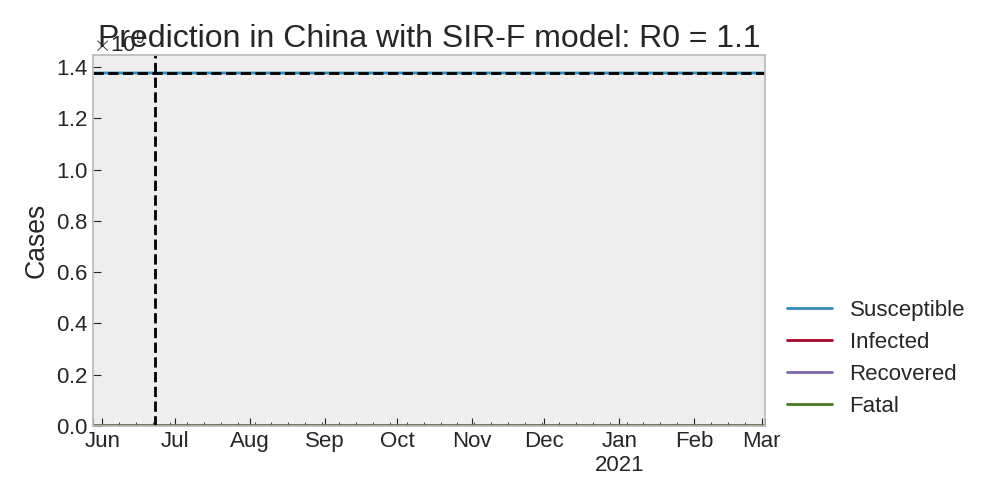 Prediction in China with SIR-F model: R0 = 1.1
×10⁹
1.4
1.2
1.0
0.8
0.6
0.4
0.2
0.0
Cases
Jun Jul Aug Sep Oct Nov Dec Jan Feb Mar
2021
Susceptible
Infected
Recovered
Fatal